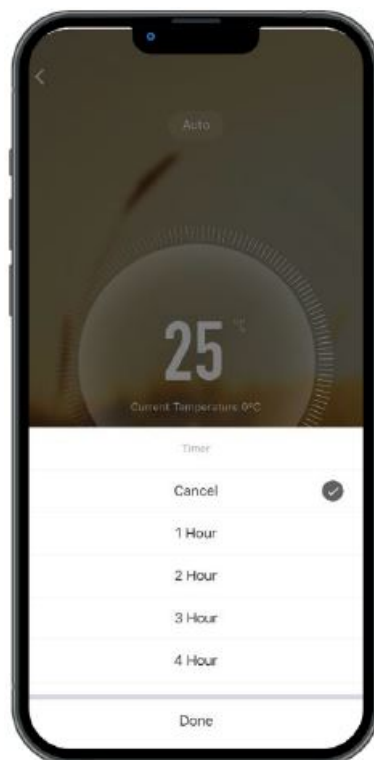 Auto
25 °C
Current Temperature 0°C
Timer
Cancel
1 Hour
2 Hour
3 Hour
4 Hour
Done